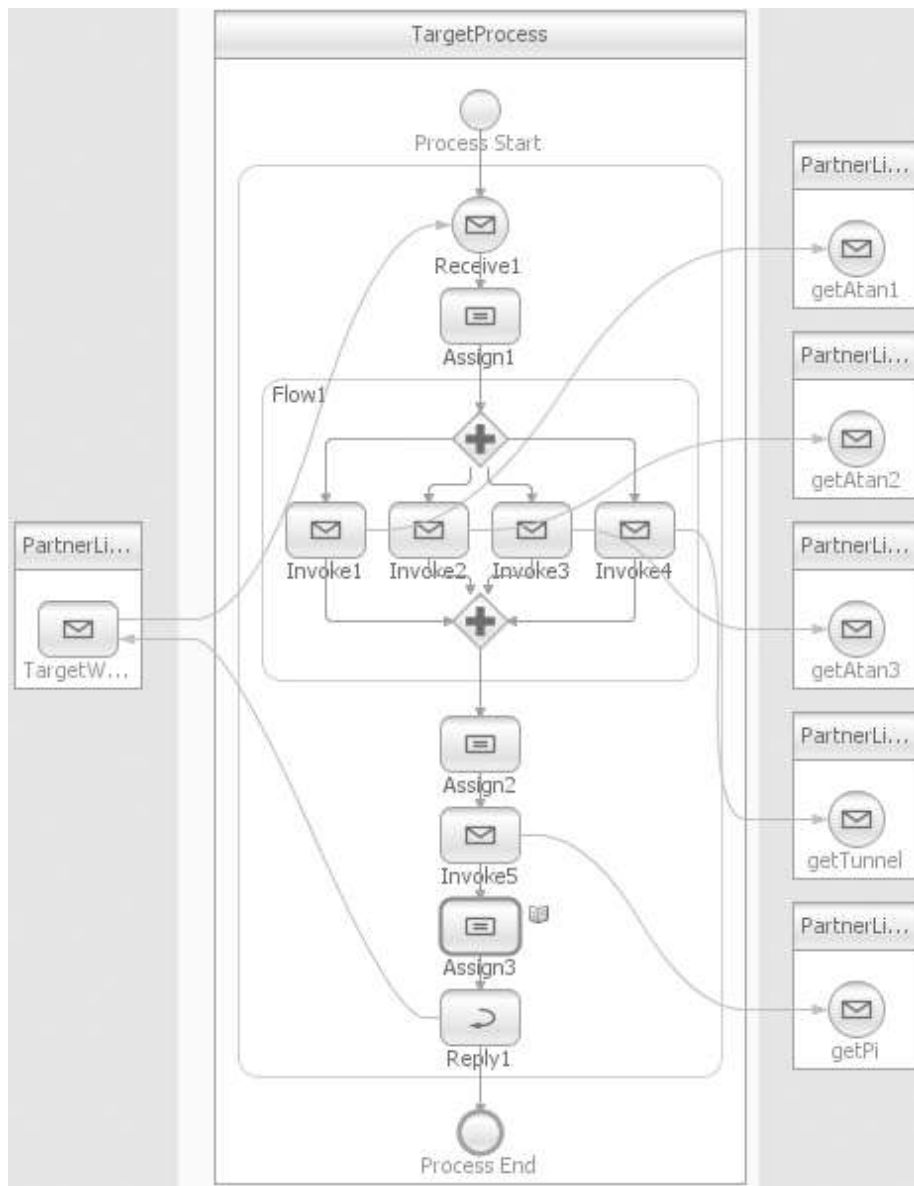 TargetProcess
Process Start
PartnerLi...
getAtan1
Receive1
Assign1
PartnerLi...
getAtan2
Flow1
Invoke1
Invoke2
Invoke3
Invoke4
PartnerLi...
TargetW...
PartnerLi...
getAtan3
Assign2
PartnerLi...
getTunnel
Invoke5
Assign3
PartnerLi...
getPi
Reply1
Process End